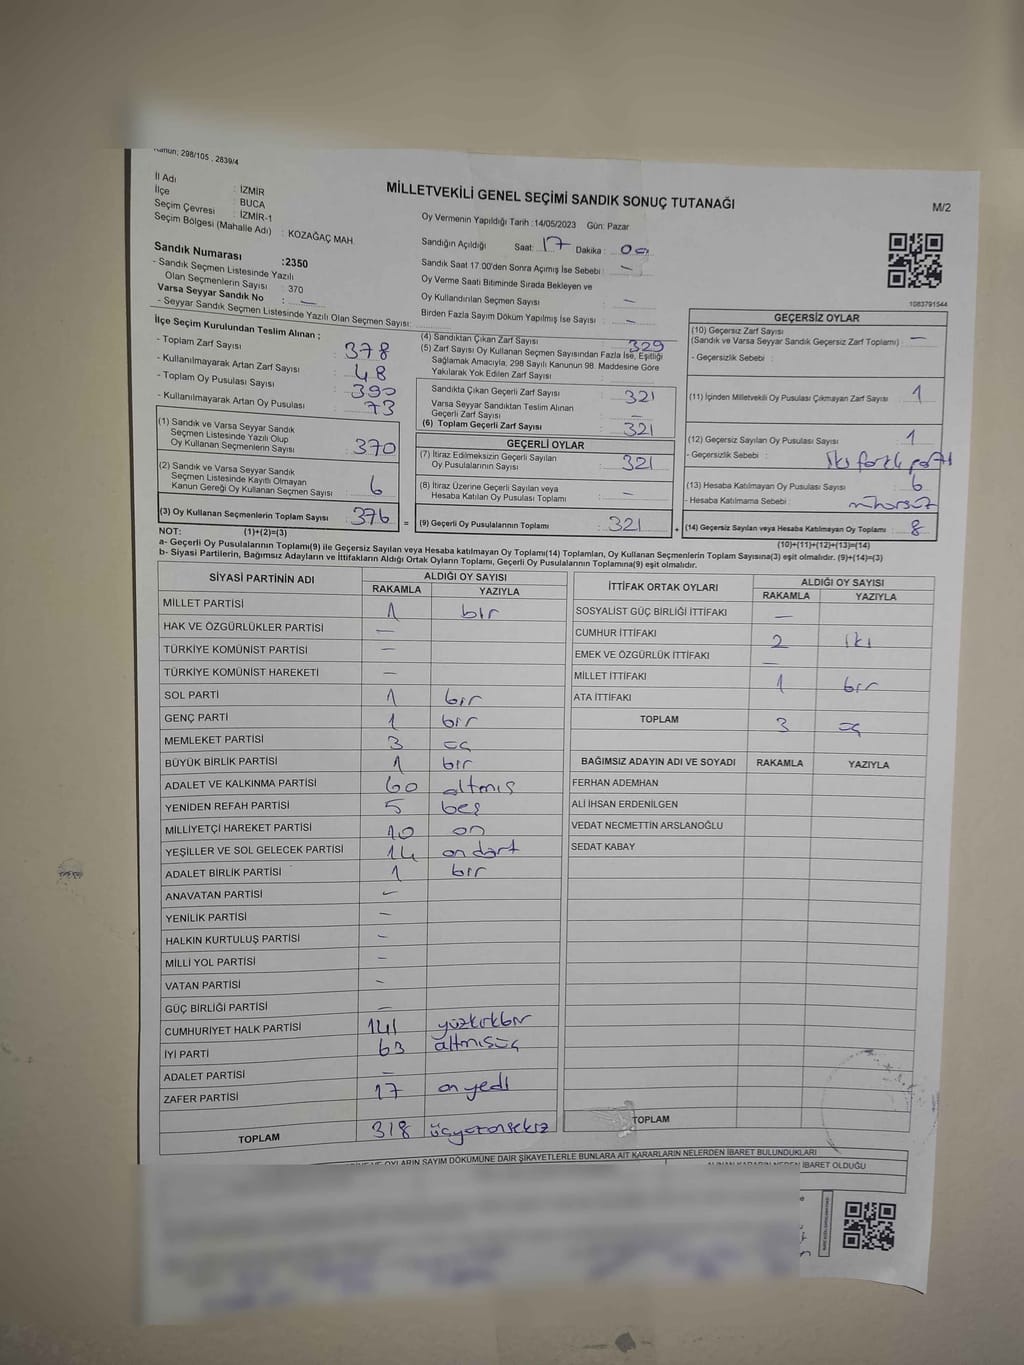 Kanun; 298/105 , 2839/4
MİLLETVEKİLİ GENEL SEÇİMİ SANDIK SONUÇ TUTANAĞI
M/2
İl Adı : İZMİR
İlçe : BUCA
Seçim Çevresi : İZMİR-1
Seçim Bölgesi (Mahalle Adı) : KOZAĞAÇ MAH.
Sandık Numarası :2350
- Sandık Seçmen Listesinde Yazılı
Olan Seçmenlerin Sayısı : 370
Varsa Seyyar Sandık No : —
- Seyyar Sandık Seçmen Listesinde Yazılı Olan Seçmen Sayısı:
Oy Vermenin Yapıldığı Tarih :14/05/2023 Gün: Pazar
Sandığın Açıldığı Saat: 17 Dakika : 00
Sandık Saat 17:00'den Sonra Açımış İse Sebebi : —
Oy Verme Saati Bitiminde Sırada Bekleyen ve
Oy Kullandırılan Seçmen Sayısı : —
Birden Fazla Sayım Döküm Yapılmış İse Sayısı : —
1083791544
İlçe Seçim Kurulundan Teslim Alınan ;
- Toplam Zarf Sayısı : 378
- Kullanılmayarak Artan Zarf Sayısı : 48
- Toplam Oy Pusulası Sayısı : 390
- Kullanılmayarak Artan Oy Pusulası : 73
(1) Sandık ve Varsa Seyyar Sandık
Seçmen Listesinde Yazılı Olup
Oy Kullanan Seçmenlerin Sayısı : 370
(2) Sandık ve Varsa Seyyar Sandık
Seçmen Listesinde Kayıtlı Olmayan
Kanun Gereği Oy Kullanan Seçmen Sayısı : 6
(3) Oy Kullanan Seçmenlerin Toplam Sayısı : 376
(4) Sandıktan Çıkan Zarf Sayısı : 329
(5) Zarf Sayısı Oy Kullanan Seçmen Sayısından Fazla İse, Eşitliği
Sağlamak Amacıyla, 298 Sayılı Kanunun 98. Maddesine Göre
Yakılarak Yok Edilen Zarf Sayısı :
Sandıkta Çıkan Geçerli Zarf Sayısı : 321
Varsa Seyyar Sandıktan Teslim Alınan
Geçerli Zarf Sayısı : —
(6) Toplam Geçerli Zarf Sayısı : 321
GEÇERLİ OYLAR
(7) İtiraz Edilmeksizin Geçerli Sayılan
Oy Pusulalarının Sayısı : 321
(8) İtiraz Üzerine Geçerli Sayılan veya
Hesaba Katılan Oy Pusulası Toplamı : —
= (9) Geçerli Oy Pusulalarının Toplamı : 321 +
GEÇERSİZ OYLAR
(10) Geçersiz Zarf Sayısı
(Sandık ve Varsa Seyyar Sandık Geçersiz Zarf Toplamı) : —
- Geçersizlik Sebebi :
(11) İçinden Milletvekili Oy Pusulası Çıkmayan Zarf Sayısı : 1
(12) Geçersiz Sayılan Oy Pusulası Sayısı : 1
- Geçersizlik Sebebi : iki farklı parti
(13) Hesaba Katılmayan Oy Pusulası Sayısı : 6
- Hesaba Katılmama Sebebi : mühürsüz
(14) Geçersiz Sayılan veya Hesaba Katılmayan Oy Toplamı : 8
NOT: (1)+(2)=(3)
(10)+(11)+(12)+(13)=(14)
a- Geçerli Oy Pusulalarının Toplamı(9) ile Geçersiz Sayılan veya Hesaba katılmayan Oy Toplamı(14) Toplamları, Oy Kullanan Seçmenlerin Toplam Sayısına(3) eşit olmalıdır. (9)+(14)=(3)
b- Siyasi Partilerin, Bağımsız Adayların ve İttifakların Aldığı Ortak Oyların Toplamı, Geçerli Oy Pusulalarının Toplamına(9) eşit olmalıdır.
SİYASİ PARTİNİN ADI ALDIĞI OY SAYISI
RAKAMLA YAZIYLA
MİLLET PARTİSİ 1 bir
HAK VE ÖZGÜRLÜKLER PARTİSİ —
TÜRKİYE KOMÜNİST PARTİSİ —
TÜRKİYE KOMÜNİST HAREKETİ —
SOL PARTİ 1 bir
GENÇ PARTİ 1 bir
MEMLEKET PARTİSİ 3 üç
BÜYÜK BİRLİK PARTİSİ 1 bir
ADALET VE KALKINMA PARTİSİ 60 altmış
YENİDEN REFAH PARTİSİ 5 beş
MİLLİYETÇİ HAREKET PARTİSİ 10 on
YEŞİLLER VE SOL GELECEK PARTİSİ 14 on dört
ADALET BİRLİK PARTİSİ 1 bir
ANAVATAN PARTİSİ —
YENİLİK PARTİSİ —
HALKIN KURTULUŞ PARTİSİ —
MİLLİ YOL PARTİSİ —
VATAN PARTİSİ —
GÜÇ BİRLİĞİ PARTİSİ —
CUMHURİYET HALK PARTİSİ 141 yüzkırkbir
İYİ PARTİ 63 altmışüç
ADALET PARTİSİ —
ZAFER PARTİSİ 17 on yedi
TOPLAM 318 üçyüzonsekiz
İTTİFAK ORTAK OYLARI ALDIĞI OY SAYISI
RAKAMLA YAZIYLA
SOSYALİST GÜÇ BİRLİĞİ İTTİFAKI —
CUMHUR İTTİFAKI 2 iki
EMEK VE ÖZGÜRLÜK İTTİFAKI —
MİLLET İTTİFAKI 1 bir
ATA İTTİFAKI
TOPLAM 3 üç
BAĞIMSIZ ADAYIN ADI VE SOYADI RAKAMLA YAZIYLA
FERHAN ADEMHAN
ALİ İHSAN ERDENİLGEN
VEDAT NECMETTİN ARSLANOĞLU
SEDAT KABAY
TOPLAM
OYLARIN SAYIM DÖKÜMÜNE DAİR ŞİKAYETLERLE BUNLARA AİT KARARLARIN NELERDEN İBARET BULUNDUKLARI
İBARET OLDUĞU